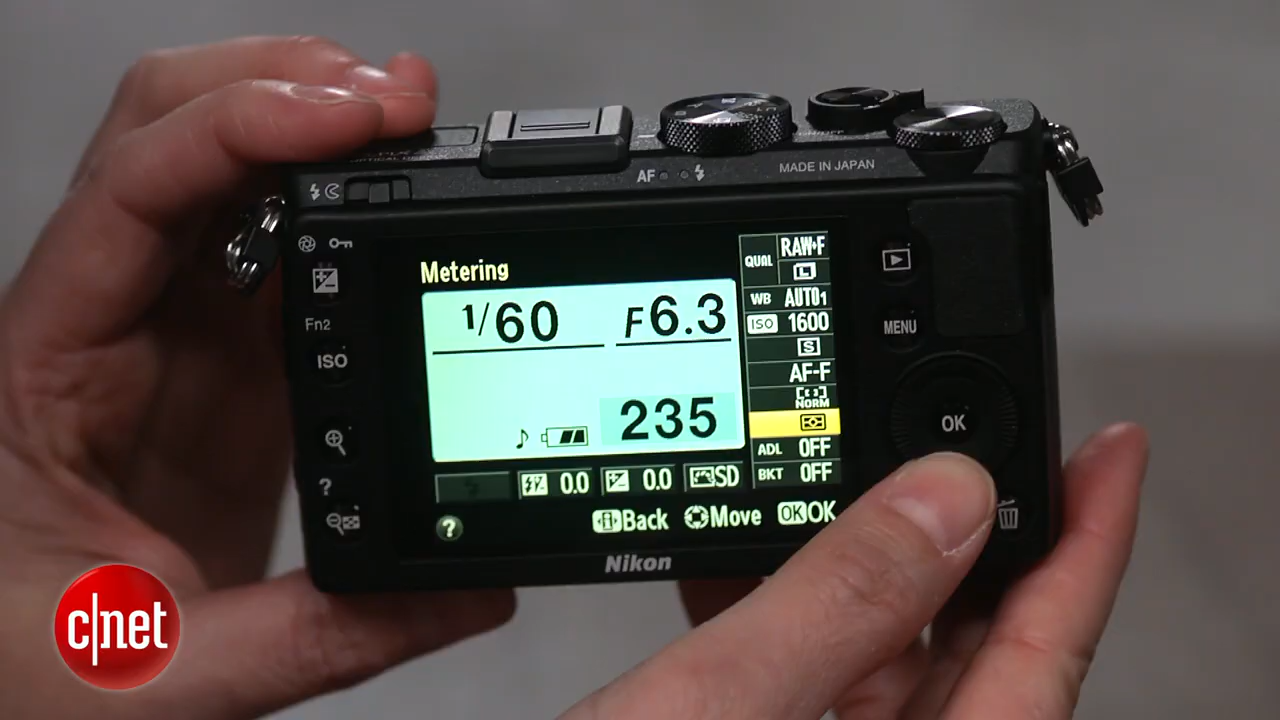 AF
MADE IN JAPAN
Fn2
ISO
?
Metering
1/60
F6.3
235
0.0
0.0
SD
QUAL
RAW+F
L
WB
AUTO1
ISO
1600
S
AF-F
NORM
ADL
OFF
BKT
OFF
?
Back
Move
OK OK
MENU
OK
Nikon
c|net